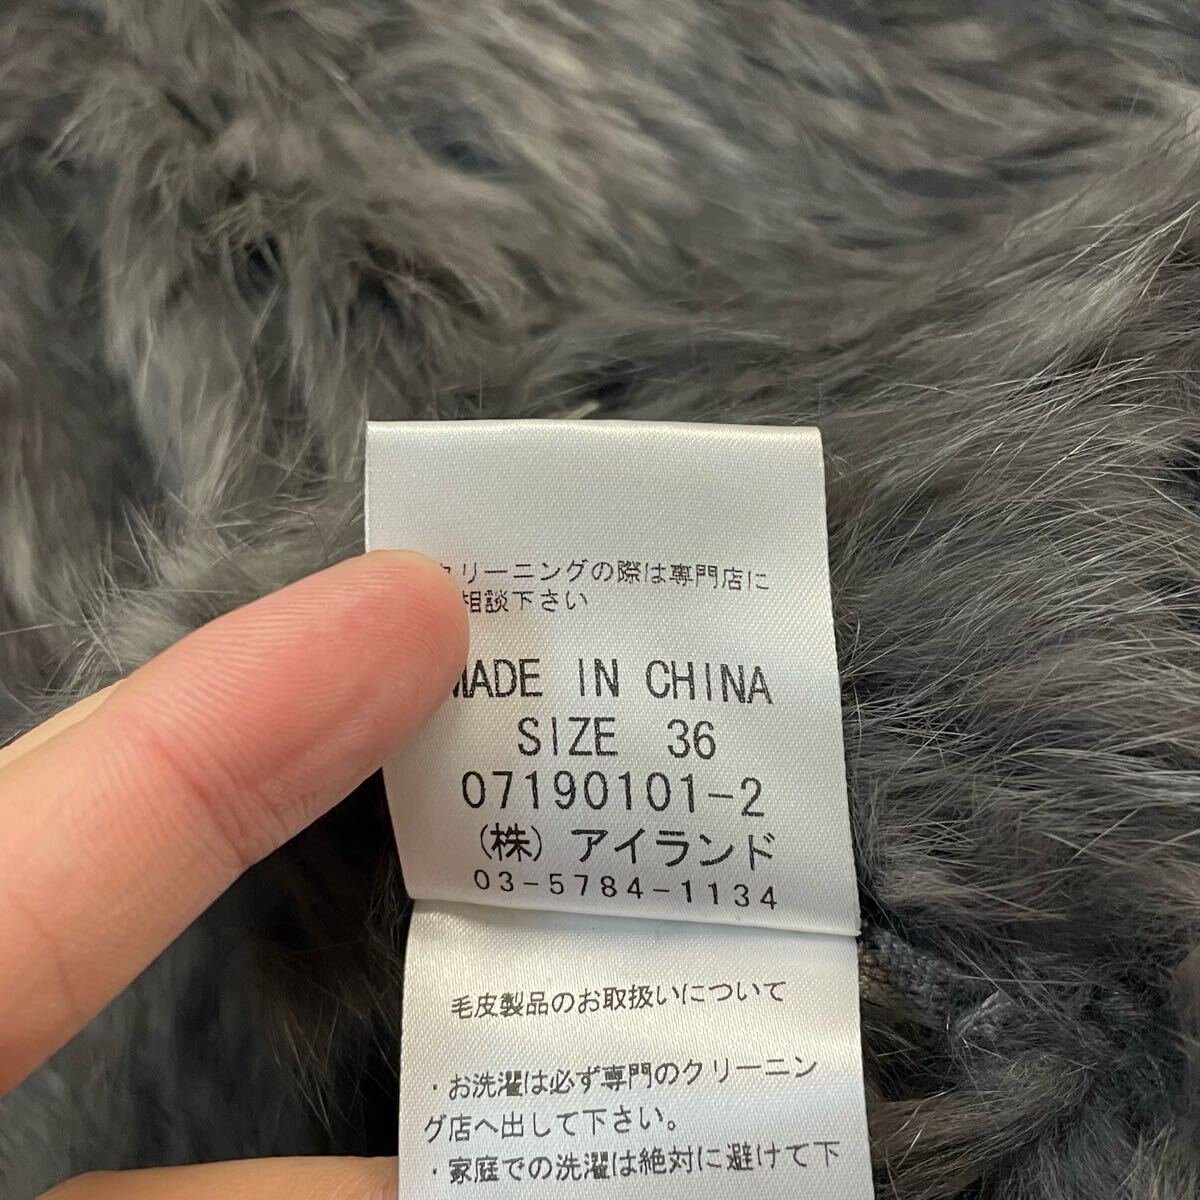 リーニングの際は専門店に
相談下さい
MADE IN CHINA
SIZE 36
07190101-2
(株) アイランド
03-5784-1134
毛皮製品のお取扱いについて
・お洗濯は必ず専門のクリーニン
グ店へ出して下さい。
・家庭での洗濯は絶対に避けて下